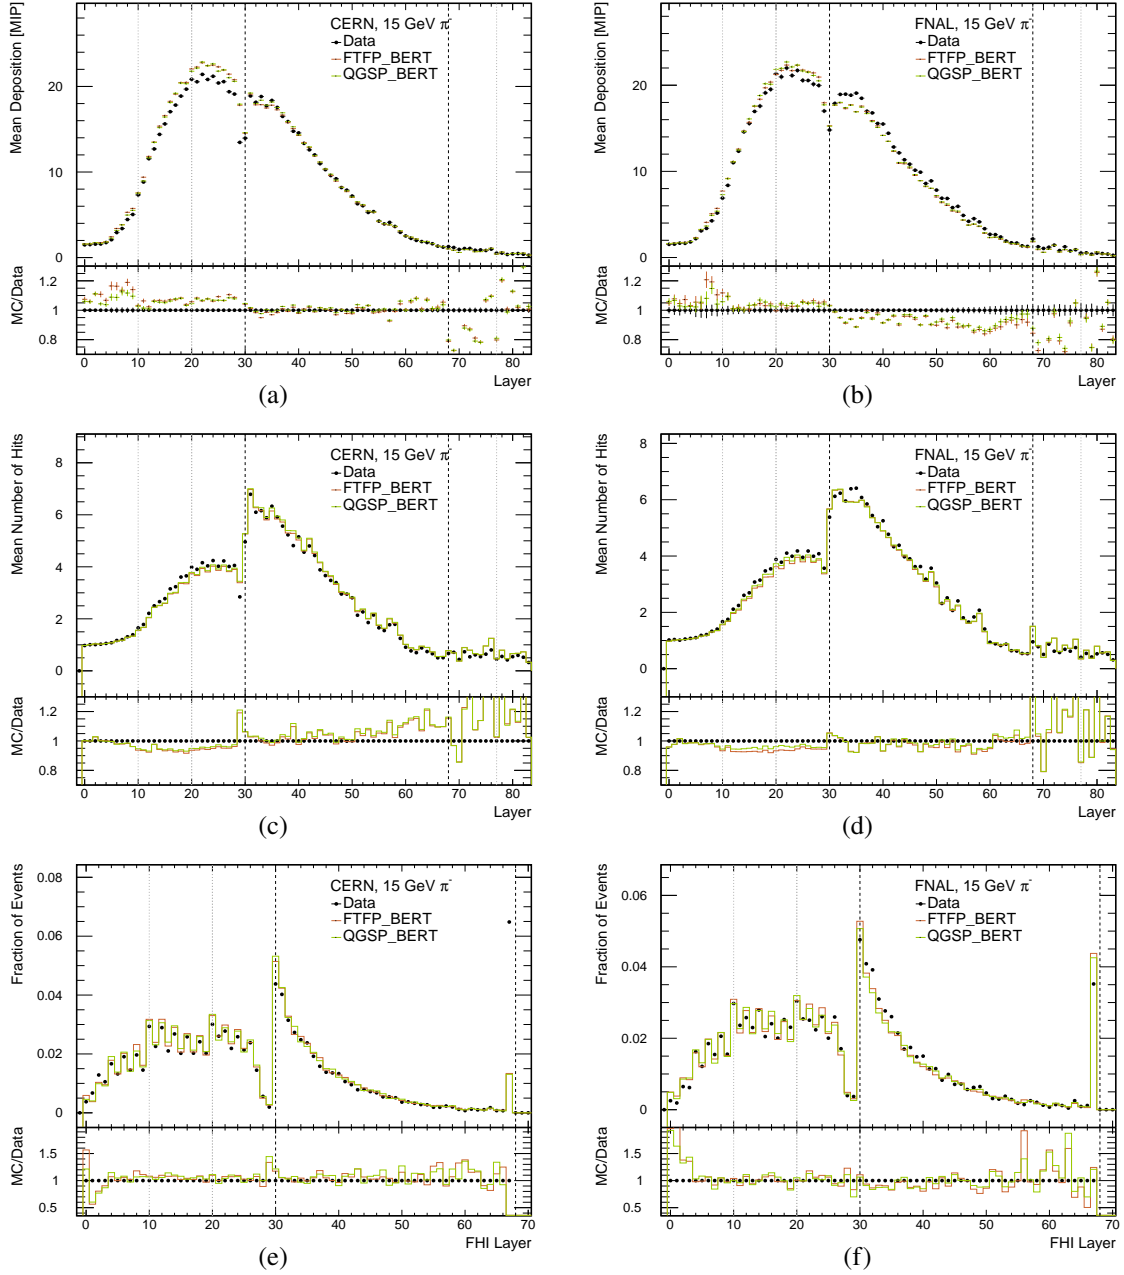 Mean Deposition [MIP]
CERN, 15 GeV π-
Data
FTFP_BERT
QGSP_BERT
20
10
0
MC/Data
1.2
1
0.8
0 10 20 30 40 50 60 70 80
Layer
(a)
Mean Deposition [MIP]
FNAL, 15 GeV π-
Data
FTFP_BERT
QGSP_BERT
20
10
0
MC/Data
1.2
1
0.8
0 10 20 30 40 50 60 70 80
Layer
(b)
Mean Number of Hits
CERN, 15 GeV π-
Data
FTFP_BERT
QGSP_BERT
8
6
4
2
0
MC/Data
1.2
1
0.8
0 10 20 30 40 50 60 70 80
Layer
(c)
Mean Number of Hits
FNAL, 15 GeV π-
Data
FTFP_BERT
QGSP_BERT
8
6
4
2
0
MC/Data
1.2
1
0.8
0 10 20 30 40 50 60 70 80
Layer
(d)
Fraction of Events
CERN, 15 GeV π-
Data
FTFP_BERT
QGSP_BERT
0.08
0.06
0.04
0.02
0
MC/Data
1.5
1
0.5
0 10 20 30 40 50 60 70
FHI Layer
(e)
Fraction of Events
FNAL, 15 GeV π-
Data
FTFP_BERT
QGSP_BERT
0.06
0.04
0.02
0
MC/Data
1.5
1
0.5
0 10 20 30 40 50 60 70
FHI Layer
(f)